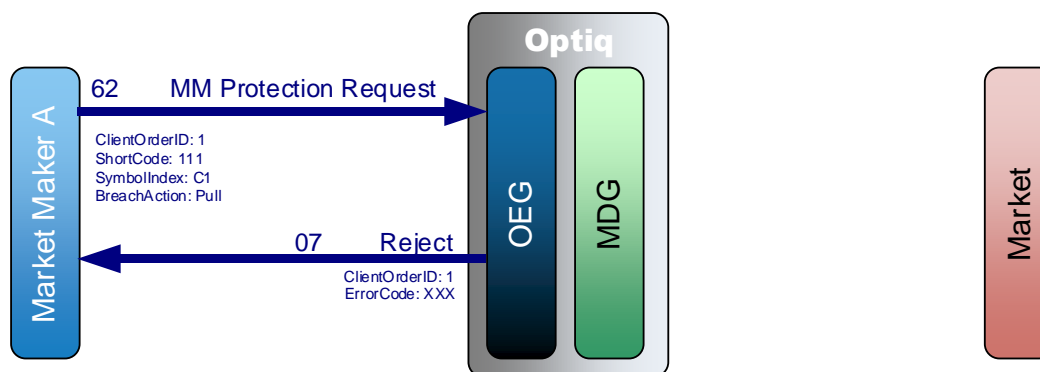 Optiq
62 MM Protection Request
ClientOrderID: 1
ShortCode: 111
SymbolIndex: C1
BreachAction: Pull
Market Maker A
OEG
MDG
Market
07 Reject
ClientOrderID: 1
ErrorCode: XXX